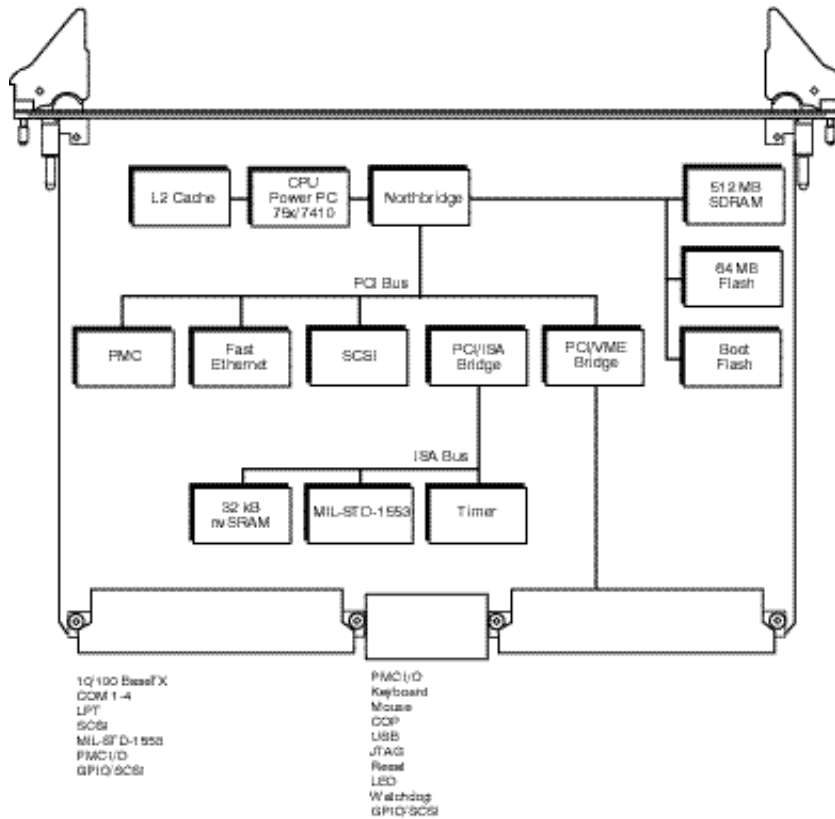 L2 Cache
CPU
Power PC
75x/7410
Northbridge
512 MB
SDRAM
PCI Bus
64 MB
Flash
PMC
Fast
Ethernet
SCSI
PCI/ISA
Bridge
PCI/VME
Bridge
Boot
Flash
ISA Bus
32 kB
nvSRAM
MIL-STD-1553
Timer
10/100 BaseTX
COM 1-4
LPT
SCSI
MIL-STD-1553
PMC I/O
GPIO/SCSI
PMC I/O
Keyboard
Mouse
COP
USB
JTAG
Reset
LED
Watchdog
GPIO/SCSI